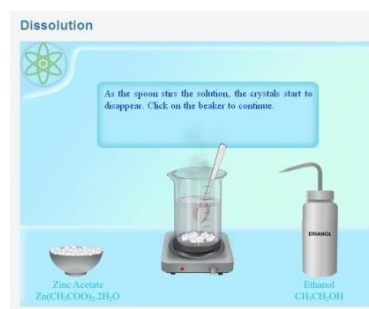 Dissolution
As the spoon stirs the solution, the crystals start to
disappear. Click on the beaker to continue.
ETHANOL
Zinc Acetate
Zn(CH₃COO)₂.2H₂O
Ethanol
CH₃CH₂OH